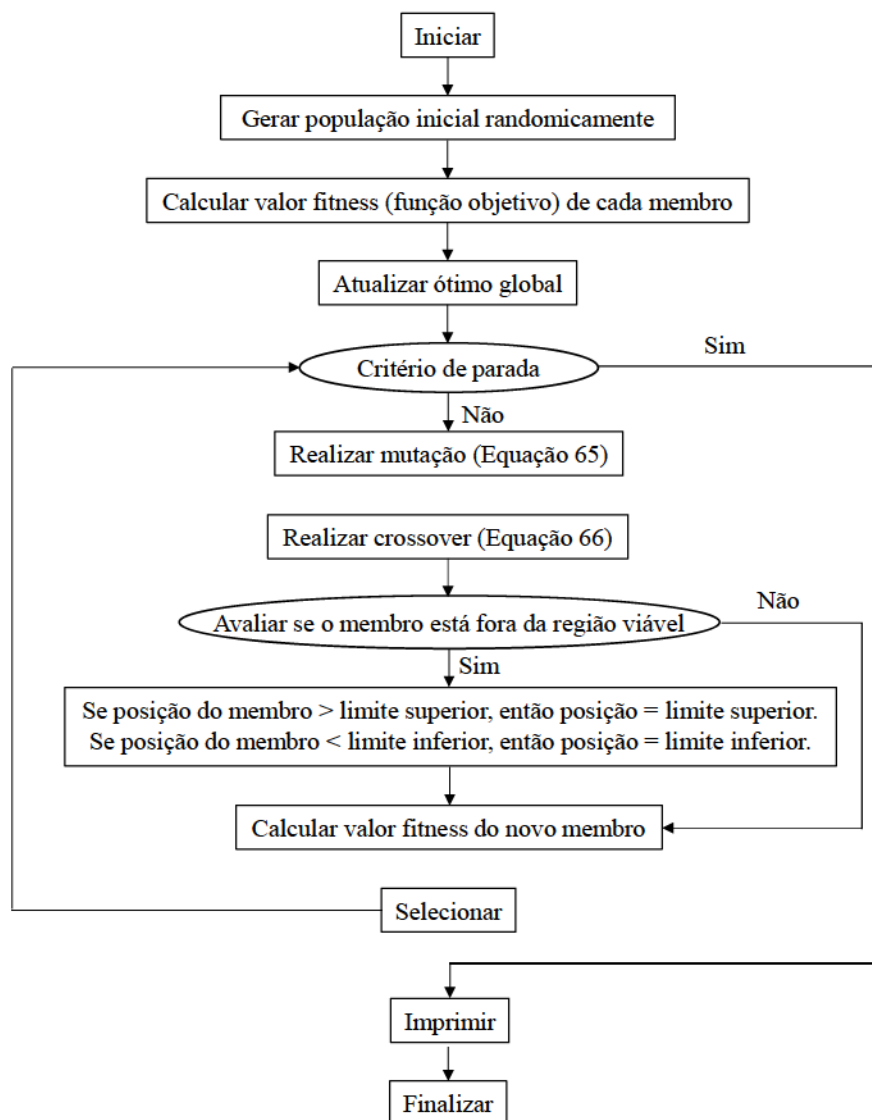 Iniciar
Gerar população inicial randomicamente
Calcular valor fitness (função objetivo) de cada membro
Atualizar ótimo global
Critério de parada
Sim
Não
Realizar mutação (Equação 65)
Realizar crossover (Equação 66)
Avaliar se o membro está fora da região viável
Não
Sim
Se posição do membro > limite superior, então posição = limite superior.
Se posição do membro < limite inferior, então posição = limite inferior.
Calcular valor fitness do novo membro
Selecionar
Imprimir
Finalizar